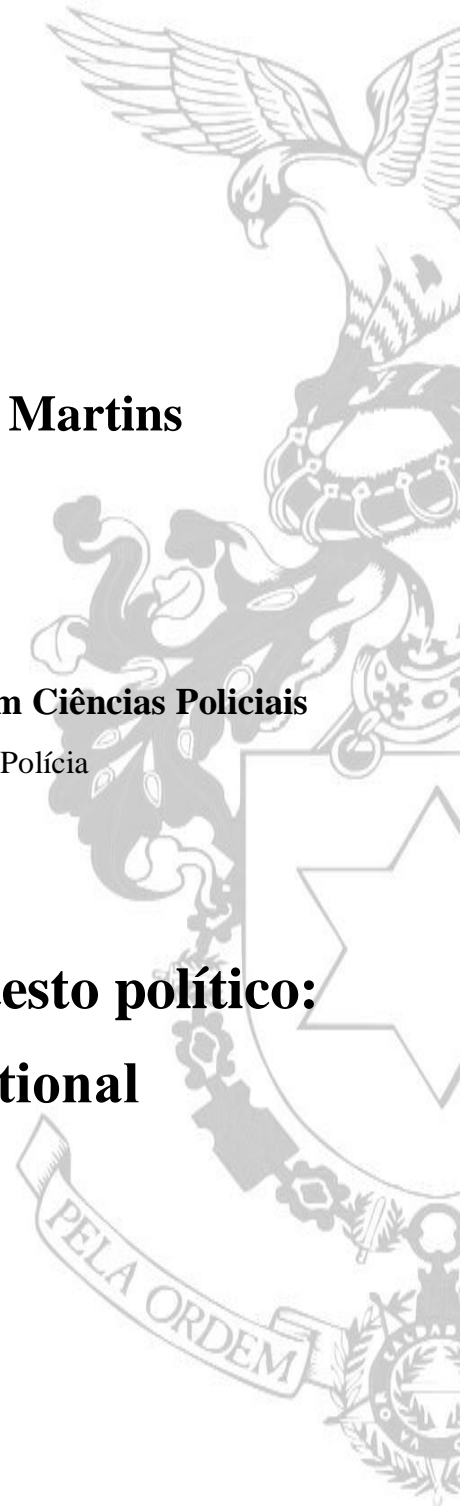 Martins
m Ciências Policiais
Polícia
esto político:
tional
PELA ORDEM